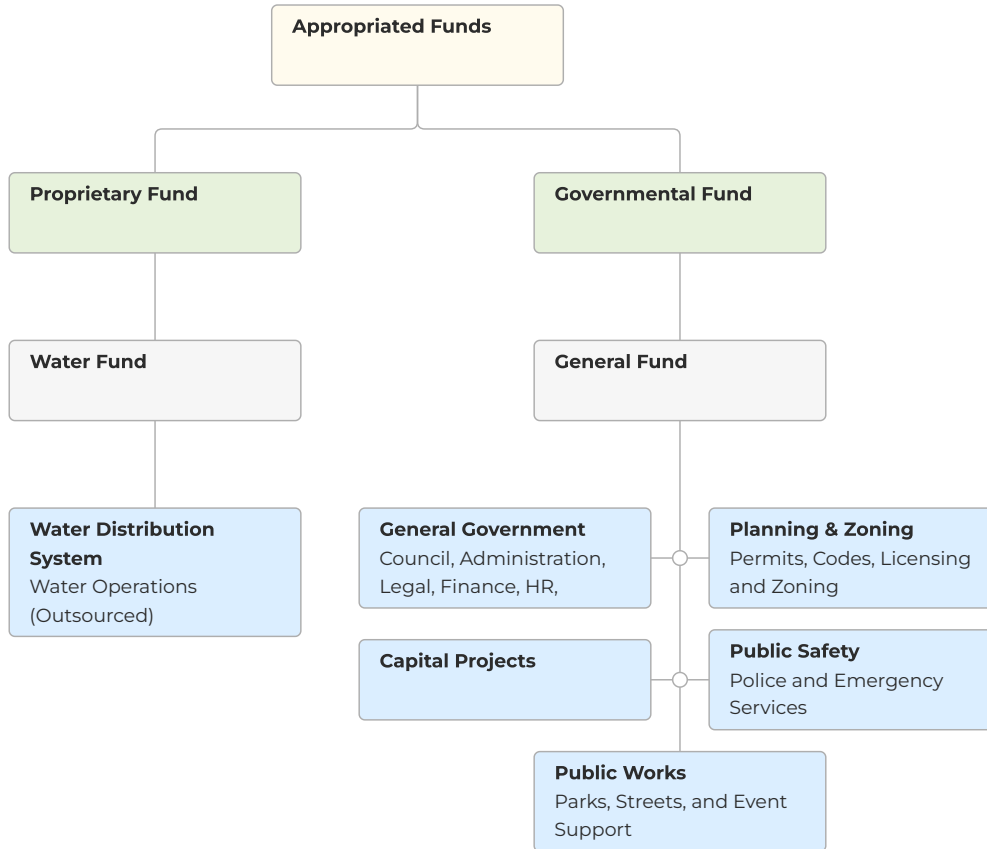 Appropriated Funds
Proprietary Fund
Governmental Fund
Water Fund
General Fund
Water Distribution
System
Water Operations
(Outsourced)
General Government
Council, Administration,
Legal, Finance, HR,
Planning & Zoning
Permits, Codes, Licensing
and Zoning
Capital Projects
Public Safety
Police and Emergency
Services
Public Works
Parks, Streets, and Event
Support